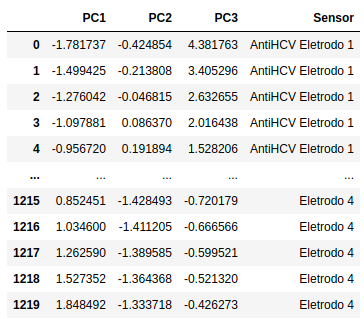 PC1 PC2 PC3 Sensor
0 -1.781737 -0.424854 4.381763 AntiHCV Eletrodo 1
1 -1.499425 -0.213808 3.405296 AntiHCV Eletrodo 1
2 -1.276042 -0.046815 2.632655 AntiHCV Eletrodo 1
3 -1.097881 0.086370 2.016438 AntiHCV Eletrodo 1
4 -0.956720 0.191894 1.528206 AntiHCV Eletrodo 1
... ... ... ... ...
1215 0.852451 -1.428493 -0.720179 Eletrodo 4
1216 1.034600 -1.411205 -0.666566 Eletrodo 4
1217 1.262590 -1.389585 -0.599521 Eletrodo 4
1218 1.527352 -1.364368 -0.521320 Eletrodo 4
1219 1.848492 -1.333718 -0.426273 Eletrodo 4